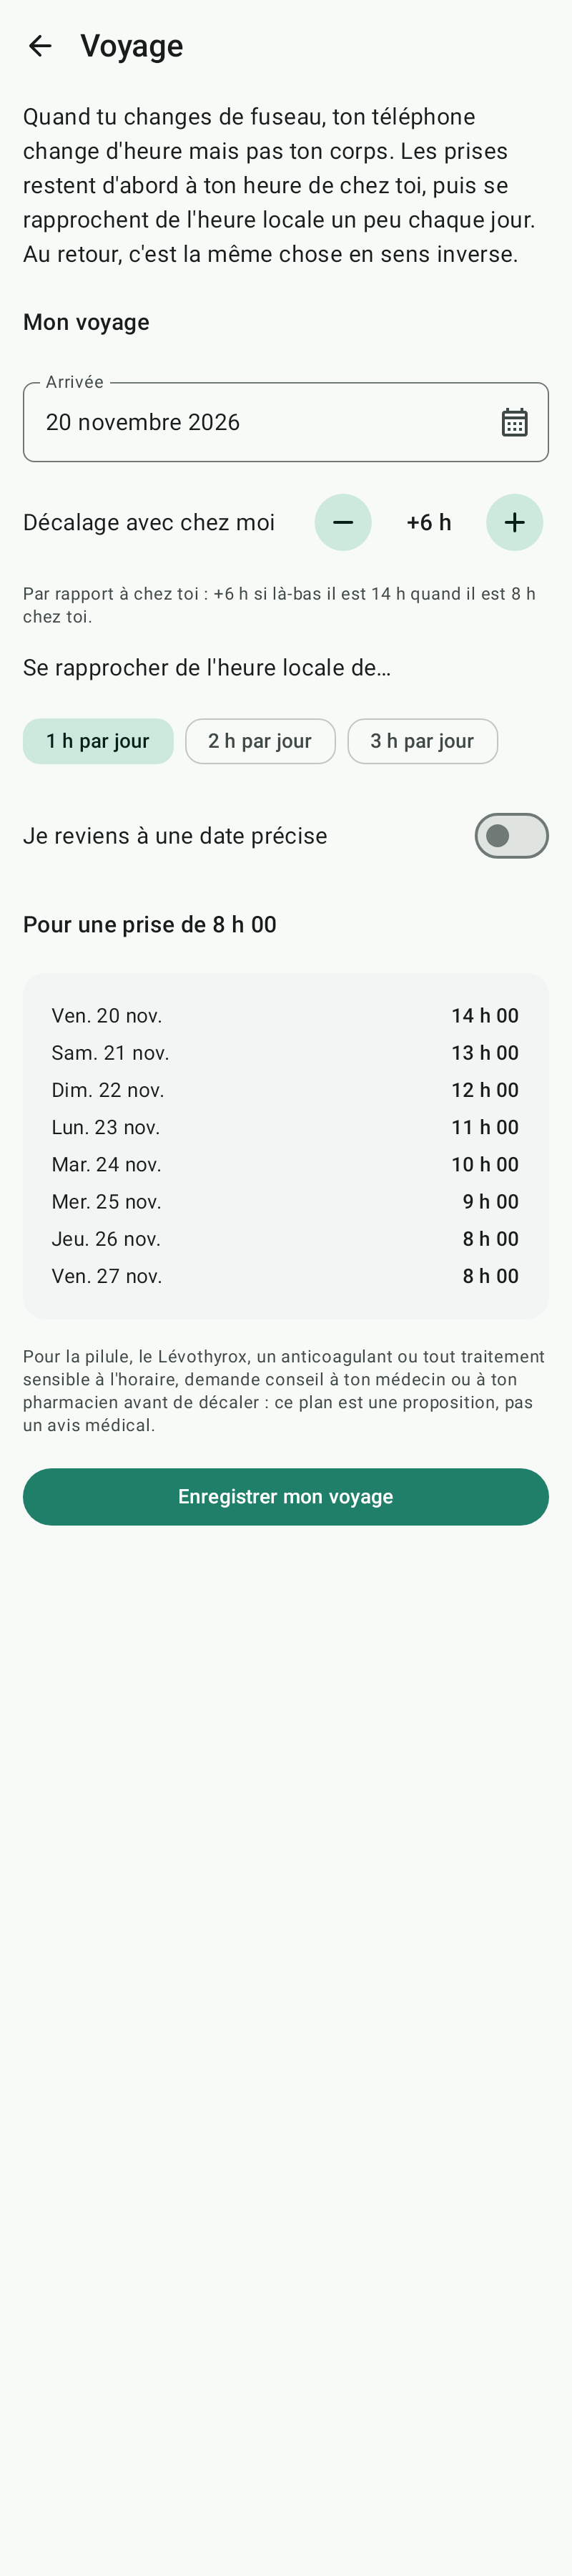 Voyage
Quand tu changes de fuseau, ton téléphone
change d'heure mais pas ton corps. Les prises
restent d'abord à ton heure de chez toi, puis se
rapprochent de l'heure locale un peu chaque jour.
Au retour, c'est la même chose en sens inverse.
Mon voyage
Arrivée
20 novembre 2026
Décalage avec chez moi
+6 h
Par rapport à chez toi : +6 h si là-bas il est 14 h quand il est 8 h
chez toi.
Se rapprocher de l'heure locale de…
1 h par jour
2 h par jour
3 h par jour
Je reviens à une date précise
Pour une prise de 8 h 00
Ven. 20 nov. 14 h 00
Sam. 21 nov. 13 h 00
Dim. 22 nov. 12 h 00
Lun. 23 nov. 11 h 00
Mar. 24 nov. 10 h 00
Mer. 25 nov. 9 h 00
Jeu. 26 nov. 8 h 00
Ven. 27 nov. 8 h 00
Pour la pilule, le Lévothyrox, un anticoagulant ou tout traitement
sensible à l'horaire, demande conseil à ton médecin ou à ton
pharmacien avant de décaler : ce plan est une proposition, pas
un avis médical.
Enregistrer mon voyage